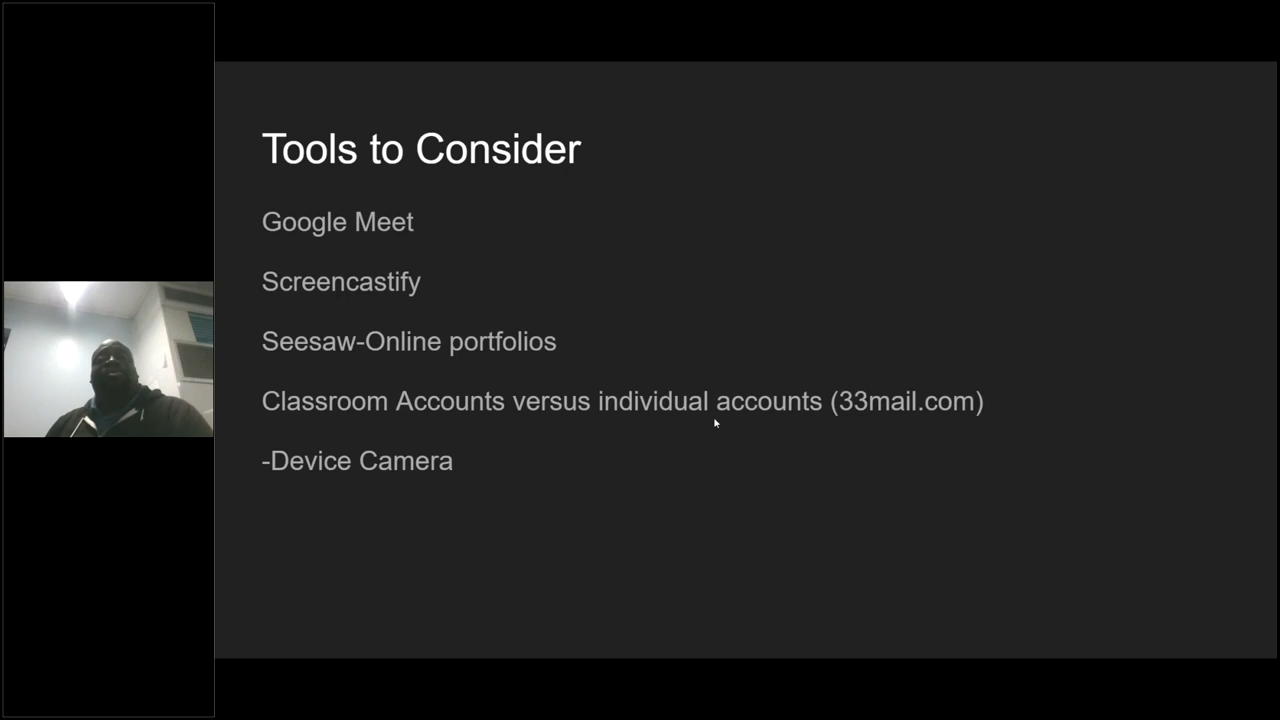 Tools to Consider
Google Meet
Screencastify
Seesaw-Online portfolios
Classroom Accounts versus individual accounts (33mail.com)
-Device Camera